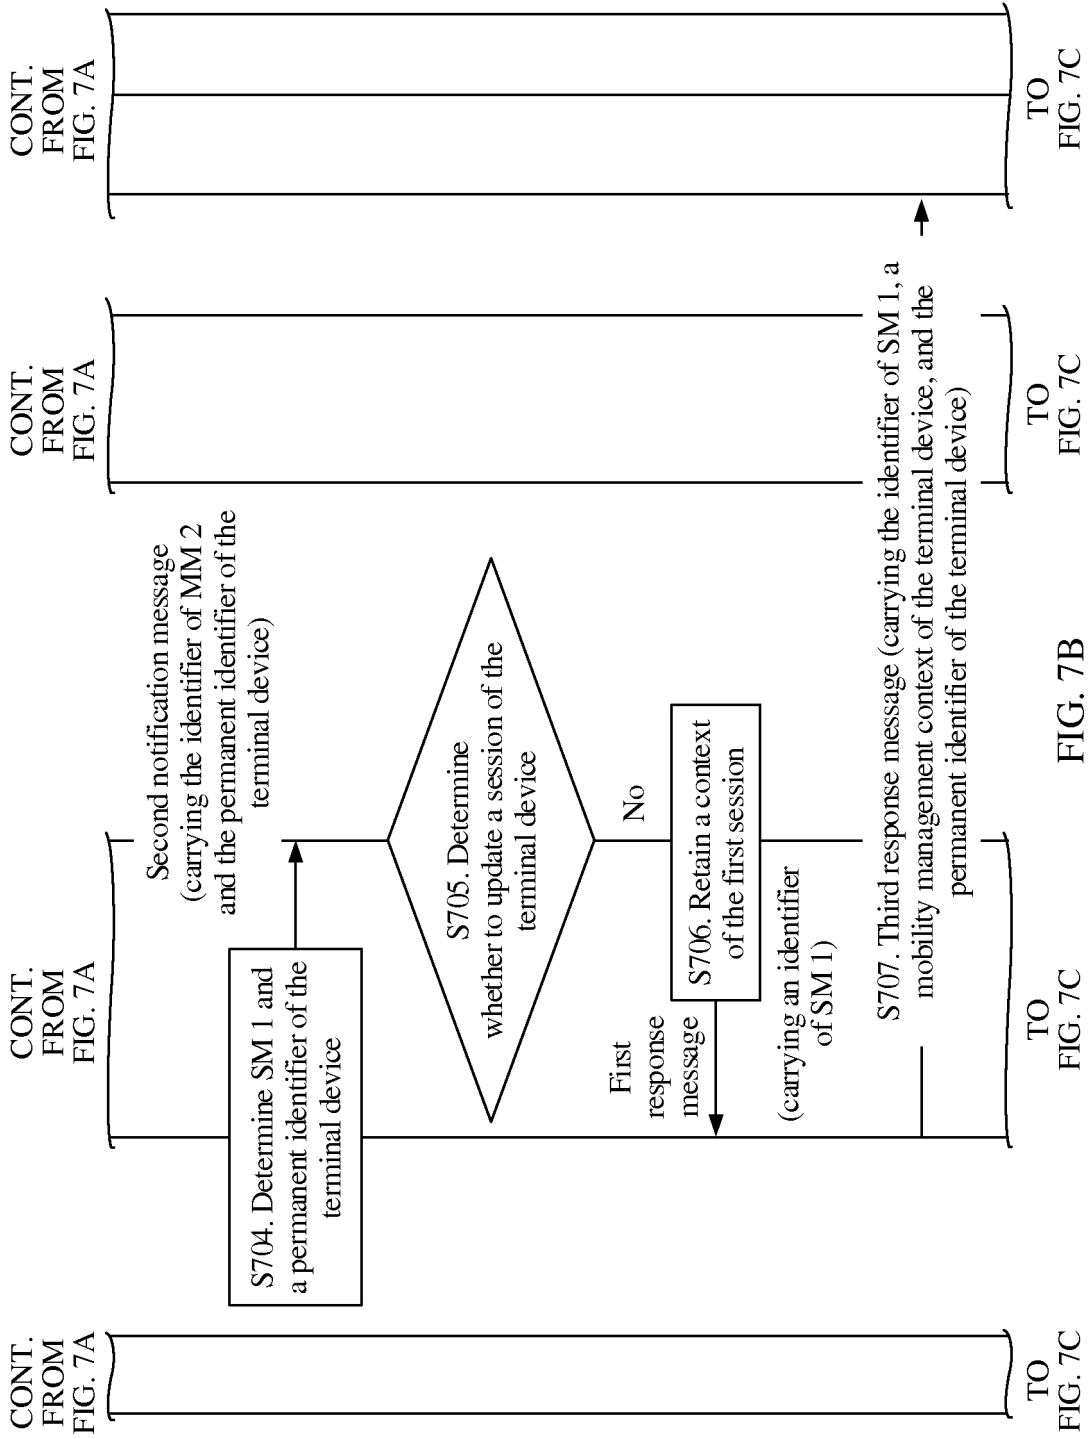 CONT.
FROM
FIG. 7A
CONT.
FROM
FIG. 7A
CONT.
FROM
FIG. 7A
CONT.
FROM
FIG. 7A
S704. Determine SM 1 and
a permanent identifier of the
terminal device
Second notification message
(carrying the identifier of MM 2
and the permanent identifier of the
terminal device)
S705. Determine
whether to update a session of the
terminal device
No
First
response
message
S706. Retain a context
of the first session
(carrying an identifier
of SM 1)
S707. Third response message (carrying the identifier of SM 1, a
mobility management context of the terminal device, and the
permanent identifier of the terminal device)
TO
FIG. 7C
TO
FIG. 7C
TO
FIG. 7C
TO
FIG. 7C
FIG. 7B